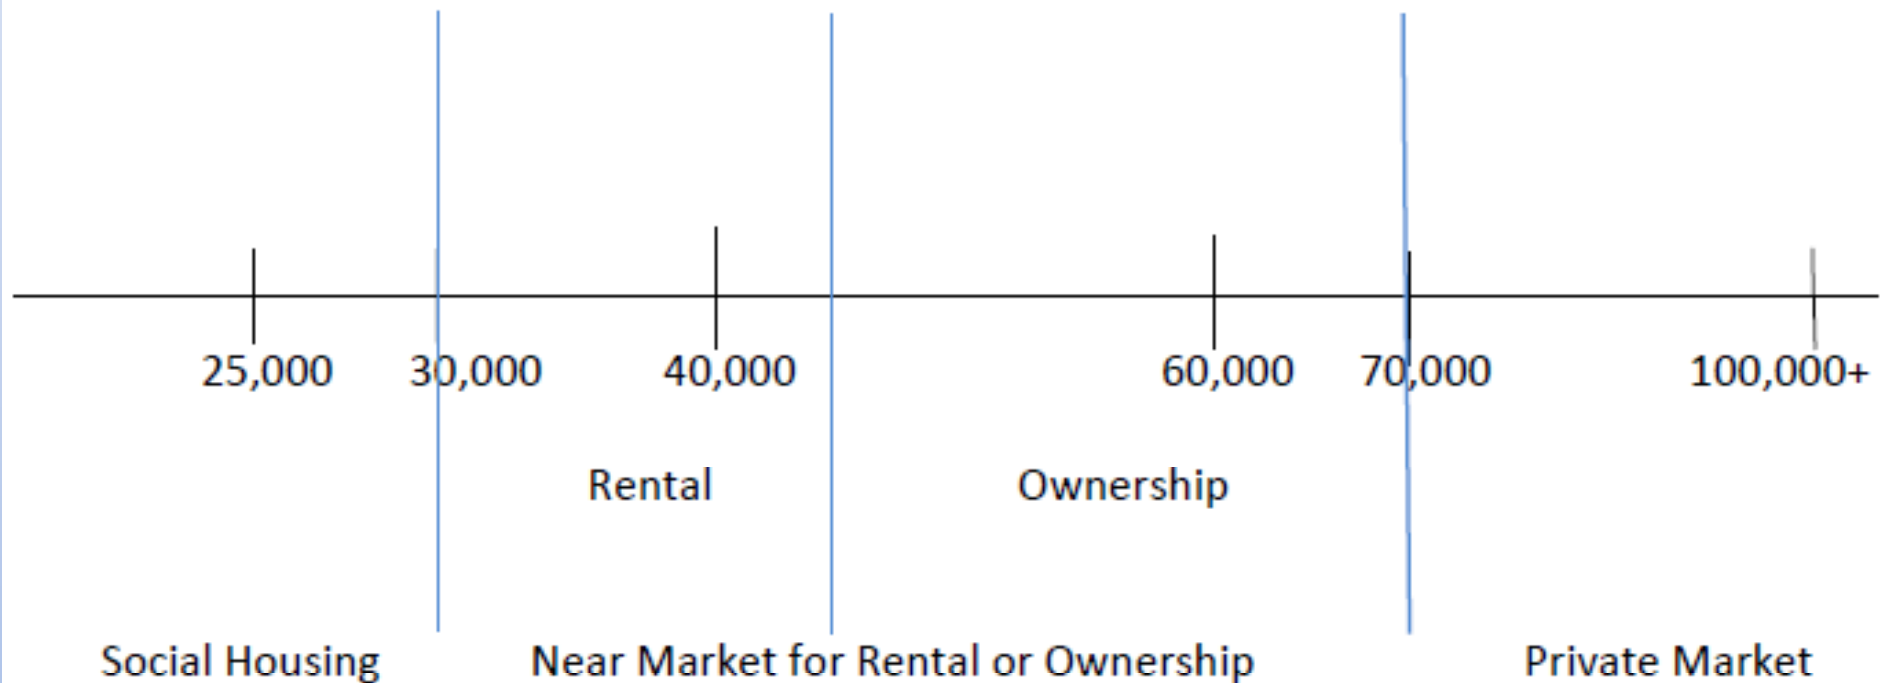 25,000 30,000 40,000 60,000 70,000 100,000+
Rental Ownership
Social Housing Near Market for Rental or Ownership Private Market